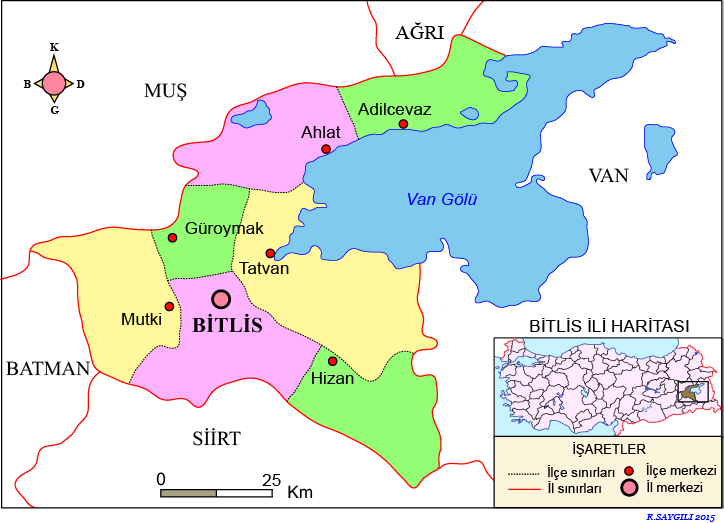 AĞRI
K
B D
G
MUŞ
Adilcevaz
Ahlat
VAN
Van Gölü
Güroymak
Tatvan
Mutki
BİTLİS
BİTLİS İLİ HARİTASI
BATMAN
Hizan
SİİRT
İŞARETLER
İlçe sınırları İlçe merkezi
İl sınırları İl merkezi
0 25
Km
R.SAYGILI 2015